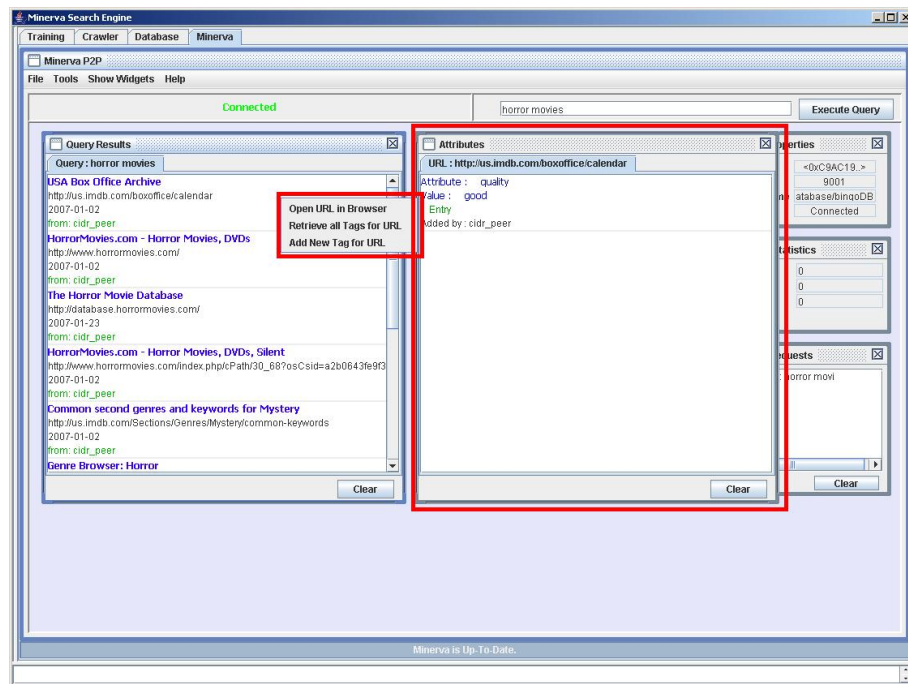 Minerva Search Engine
Training Crawler Database Minerva
Minerva P2P
File Tools Show Widgets Help
Connected
horror movies
Execute Query
Query Results
Query : horror movies
USA Box Office Archive
http://us.imdb.com/boxoffice/calendar
2007-01-02
from: cidr_peer
HorrorMovies.com - Horror Movies, DVDs
http://www.horrormovies.com/
2007-01-02
from: cidr_peer
The Horror Movie Database
http://database.horrormovies.com/
2007-01-23
from: cidr_peer
HorrorMovies.com - Horror Movies, DVDs, Silent
http://www.horrormovies.com/index.php/cPath/30_68?osCsid=a2b0643fe9f3
2007-01-02
from: cidr_peer
Common second genres and keywords for Mystery
http://us.imdb.com/Sections/Genres/Mystery/common-keywords
2007-01-02
from: cidr_peer
Genre Browser: Horror
Clear
Open URL in Browser
Retrieve all Tags for URL
Add New Tag for URL
Attributes
URL : http://us.imdb.com/boxoffice/calendar
Attribute : quality
Value : good
Entry
Added by : cidr_peer
Clear
perties
<0xC9AC19..>
9001
me atabase/bingoDB
Connected
tatistics
0
0
0
equests
: horror movi
Clear
Minerva is Up-To-Date.